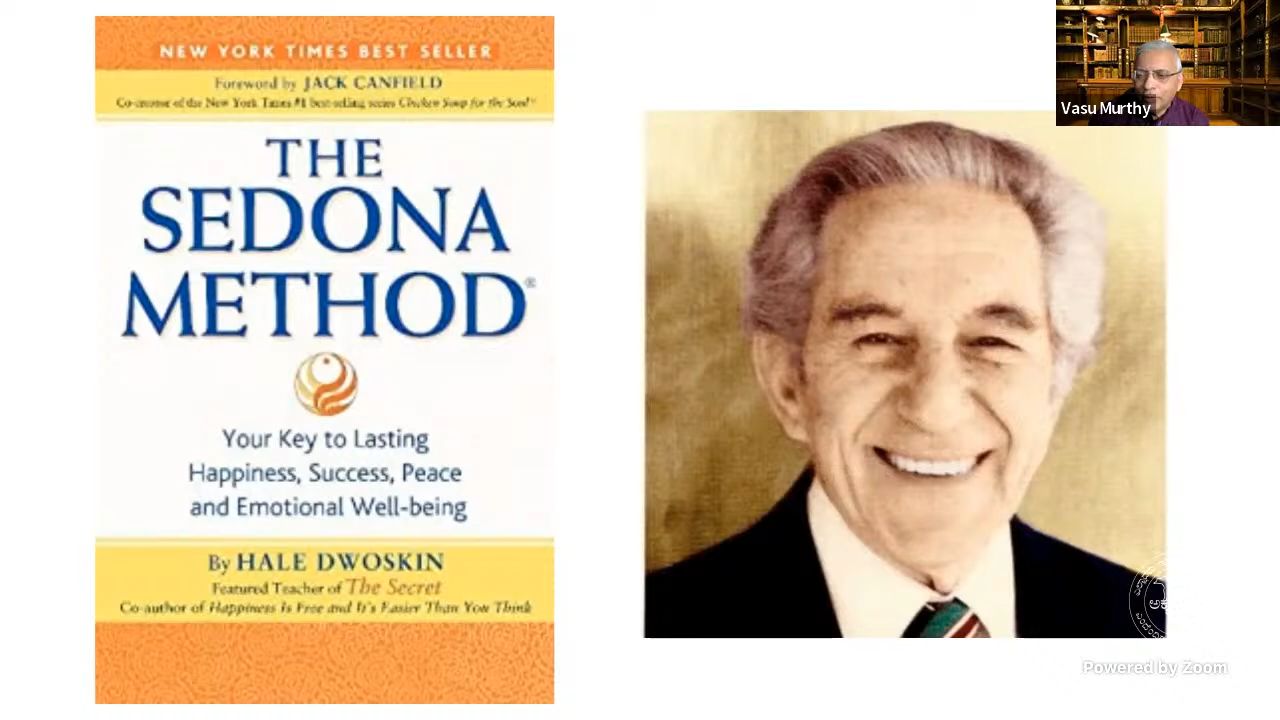 NEW YORK TIMES BEST SELLER
Foreword by JACK CANFIELD
Co-creator of the New York Times #1 best-selling series Chicken Soup for the Soul
THE
SEDONA
METHOD®
Your Key to Lasting
Happiness, Success, Peace
and Emotional Well-being
By HALE DWOSKIN
Featured Teacher of The Secret
Co-author of Happiness Is Free and It's Easier Than You Think
Vasu Murthy
Powered by Zoom